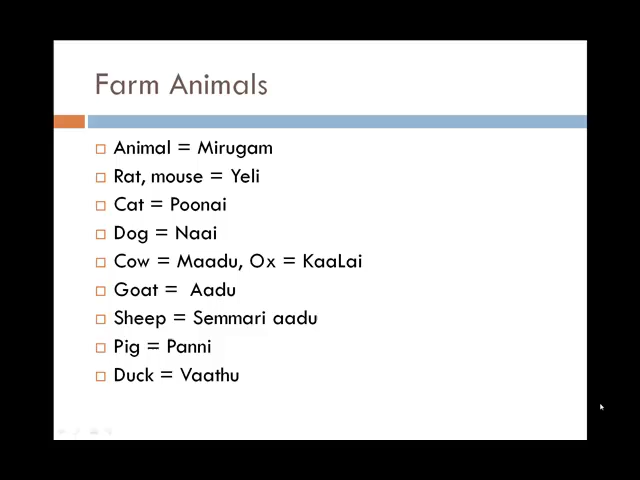 Farm Animals
Animal = Mirugam
Rat, mouse = Yeli
Cat = Poonai
Dog = Naai
Cow = Maadu, Ox = KaaLai
Goat =  Aadu
Sheep = Semmari aadu
Pig = Panni
Duck = Vaathu